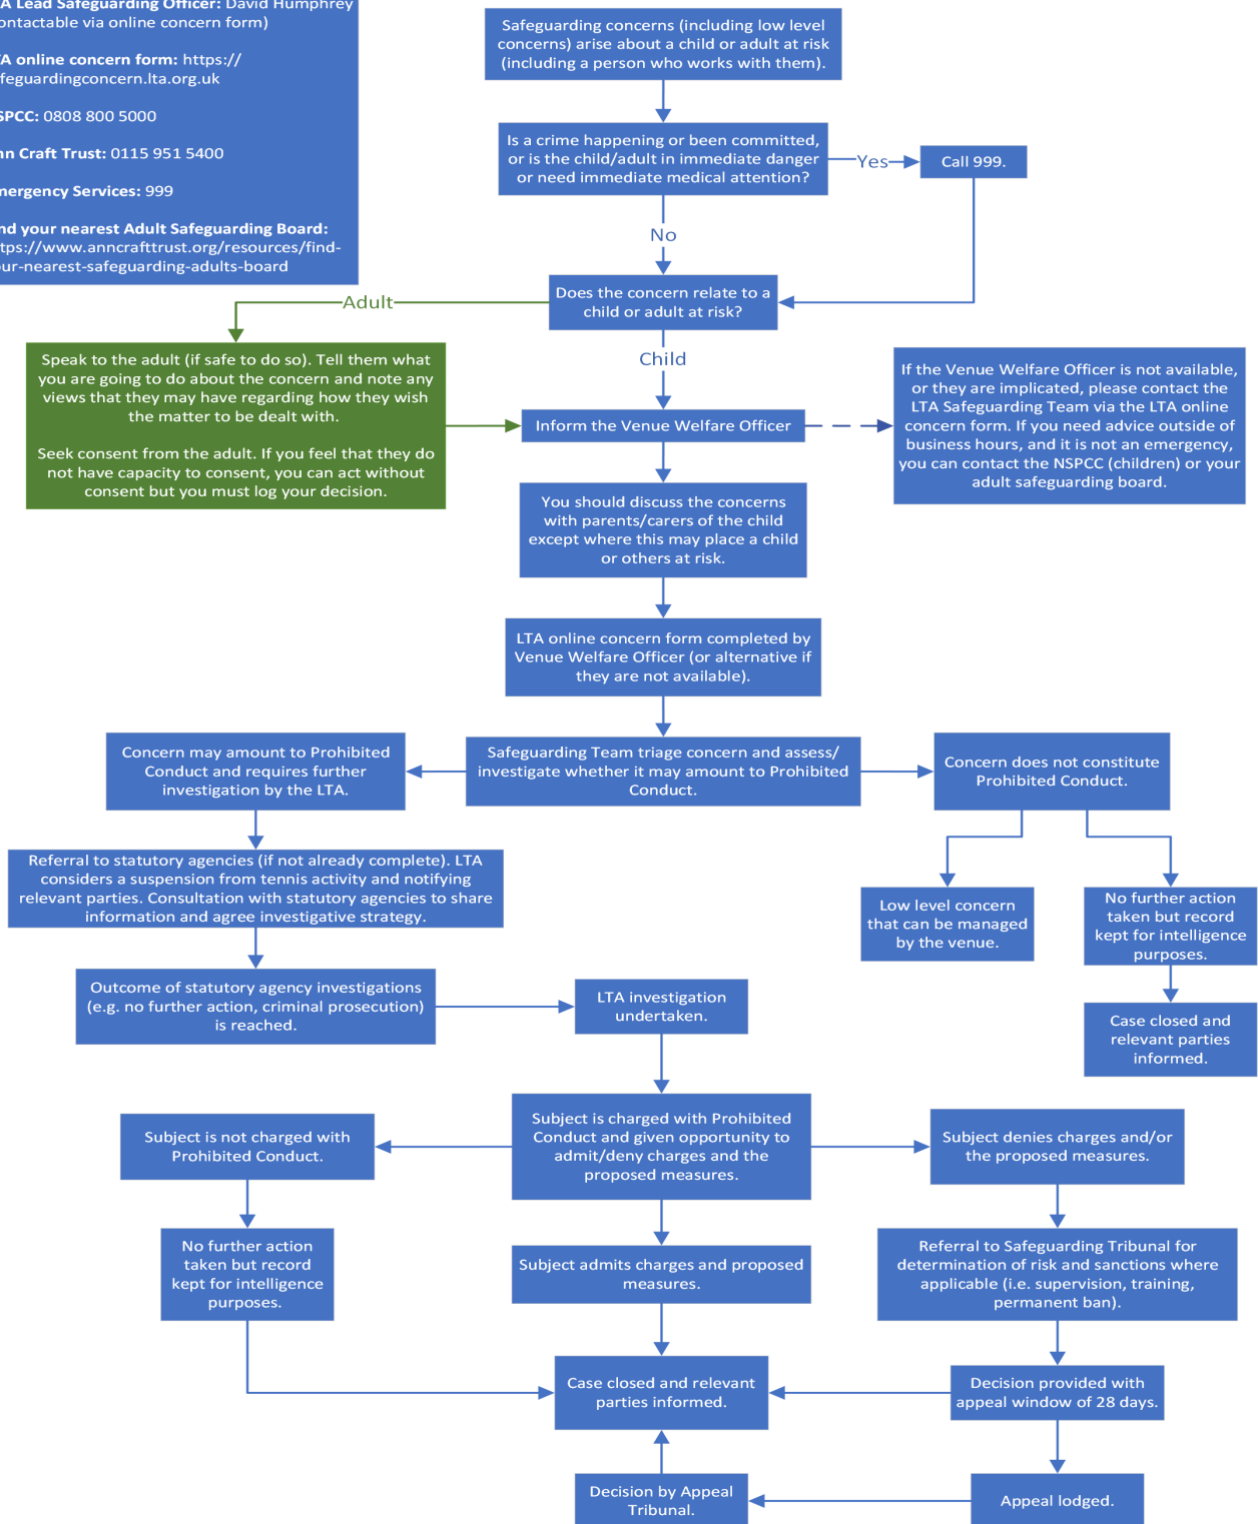 A Lead Safeguarding Officer: David Humphrey
ontactable via online concern form)
A online concern form: https://
feguardingconcern.lta.org.uk
SPCC: 0808 800 5000
nn Craft Trust: 0115 951 5400
mergency Services: 999
nd your nearest Adult Safeguarding Board:
tps://www.anncrafttrust.org/resources/find-
ur-nearest-safeguarding-adults-board
Safeguarding concerns (including low level
concerns) arise about a child or adult at risk
(including a person who works with them).
Is a crime happening or been committed,
or is the child/adult in immediate danger
or need immediate medical attention?
Yes
Call 999.
No
Does the concern relate to a
child or adult at risk?
Adult
Child
Speak to the adult (if safe to do so). Tell them what
you are going to do about the concern and note any
views that they may have regarding how they wish
the matter to be dealt with.
Seek consent from the adult. If you feel that they do
not have capacity to consent, you can act without
consent but you must log your decision.
Inform the Venue Welfare Officer
If the Venue Welfare Officer is not available,
or they are implicated, please contact the
LTA Safeguarding Team via the LTA online
concern form. If you need advice outside of
business hours, and it is not an emergency,
you can contact the NSPCC (children) or your
adult safeguarding board.
You should discuss the concerns
with parents/carers of the child
except where this may place a child
or others at risk.
LTA online concern form completed by
Venue Welfare Officer (or alternative if
they are not available).
Concern may amount to Prohibited
Conduct and requires further
investigation by the LTA.
Safeguarding Team triage concern and assess/
investigate whether it may amount to Prohibited
Conduct.
Concern does not constitute
Prohibited Conduct.
Referral to statutory agencies (if not already complete). LTA
considers a suspension from tennis activity and notifying
relevant parties. Consultation with statutory agencies to share
information and agree investigative strategy.
Low level concern
that can be managed
by the venue.
No further action
taken but record
kept for intelligence
purposes.
Outcome of statutory agency investigations
(e.g. no further action, criminal prosecution)
is reached.
LTA investigation
undertaken.
Case closed and
relevant parties
informed.
Subject is not charged with
Prohibited Conduct.
Subject is charged with Prohibited
Conduct and given opportunity to
admit/deny charges and the
proposed measures.
Subject denies charges and/or
the proposed measures.
No further action
taken but record
kept for intelligence
purposes.
Subject admits charges and proposed
measures.
Referral to Safeguarding Tribunal for
determination of risk and sanctions where
applicable (i.e. supervision, training,
permanent ban).
Case closed and relevant
parties informed.
Decision provided with
appeal window of 28 days.
Decision by Appeal
Tribunal.
Appeal lodged.